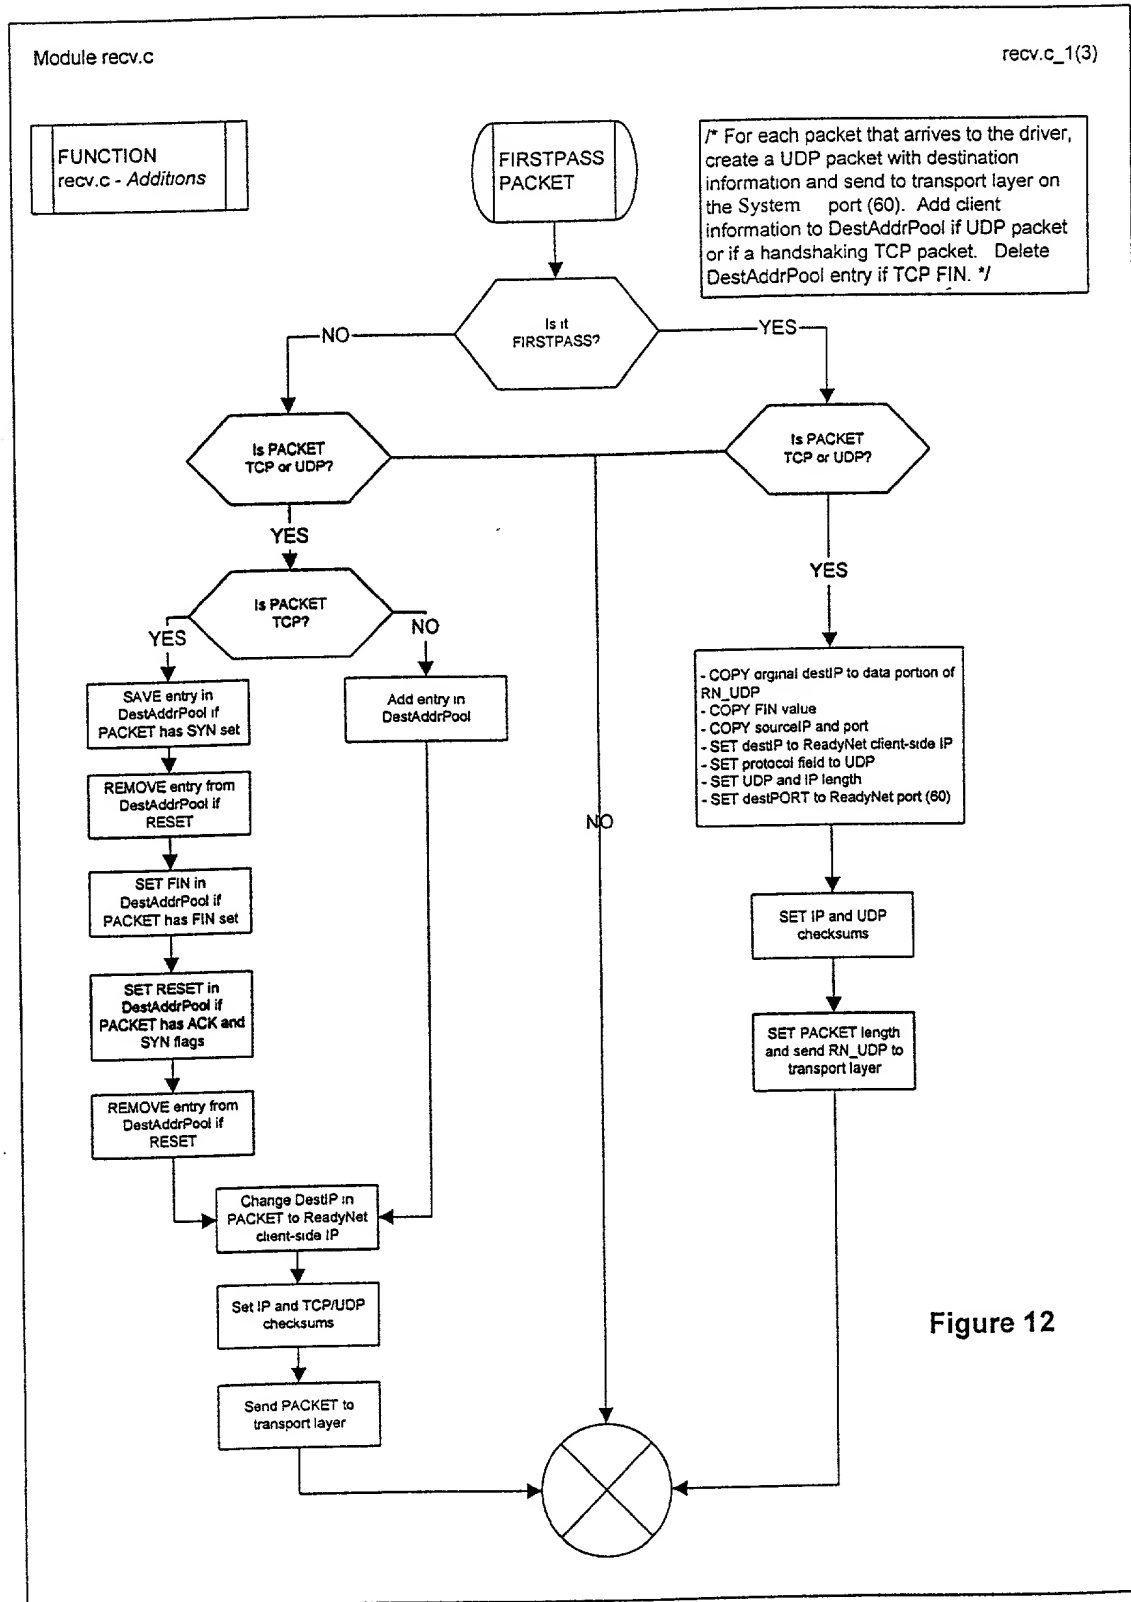 Module recv.c
recv.c_1(3)
FUNCTION
recv.c - Additions
FIRSTPASS
PACKET
/* For each packet that arrives to the driver,
create a UDP packet with destination
information and send to transport layer on
the System port (60). Add client
information to DestAddrPool if UDP packet
or if a handshaking TCP packet. Delete
DestAddrPool entry if TCP FIN. */
Is it
FIRSTPASS?
NO
YES
Is PACKET
TCP or UDP?
Is PACKET
TCP or UDP?
YES
YES
Is PACKET
TCP?
YES
NO
SAVE entry in
DestAddrPool if
PACKET has SYN set
Add entry in
DestAddrPool
- COPY orginal destIP to data portion of
RN_UDP
- COPY FIN value
- COPY sourceIP and port
- SET destIP to ReadyNet client-side IP
- SET protocol field to UDP
- SET UDP and IP length
- SET destPORT to ReadyNet port (60)
REMOVE entry from
DestAddrPool if
RESET
NO
SET FIN in
DestAddrPool if
PACKET has FIN set
SET IP and UDP
checksums
SET RESET in
DestAddrPool if
PACKET has ACK and
SYN flags
SET PACKET length
and send RN_UDP to
transport layer
REMOVE entry from
DestAddrPool if
RESET
Change DestIP in
PACKET to ReadyNet
client-side IP
Set IP and TCP/UDP
checksums
Send PACKET to
transport layer
Figure 12